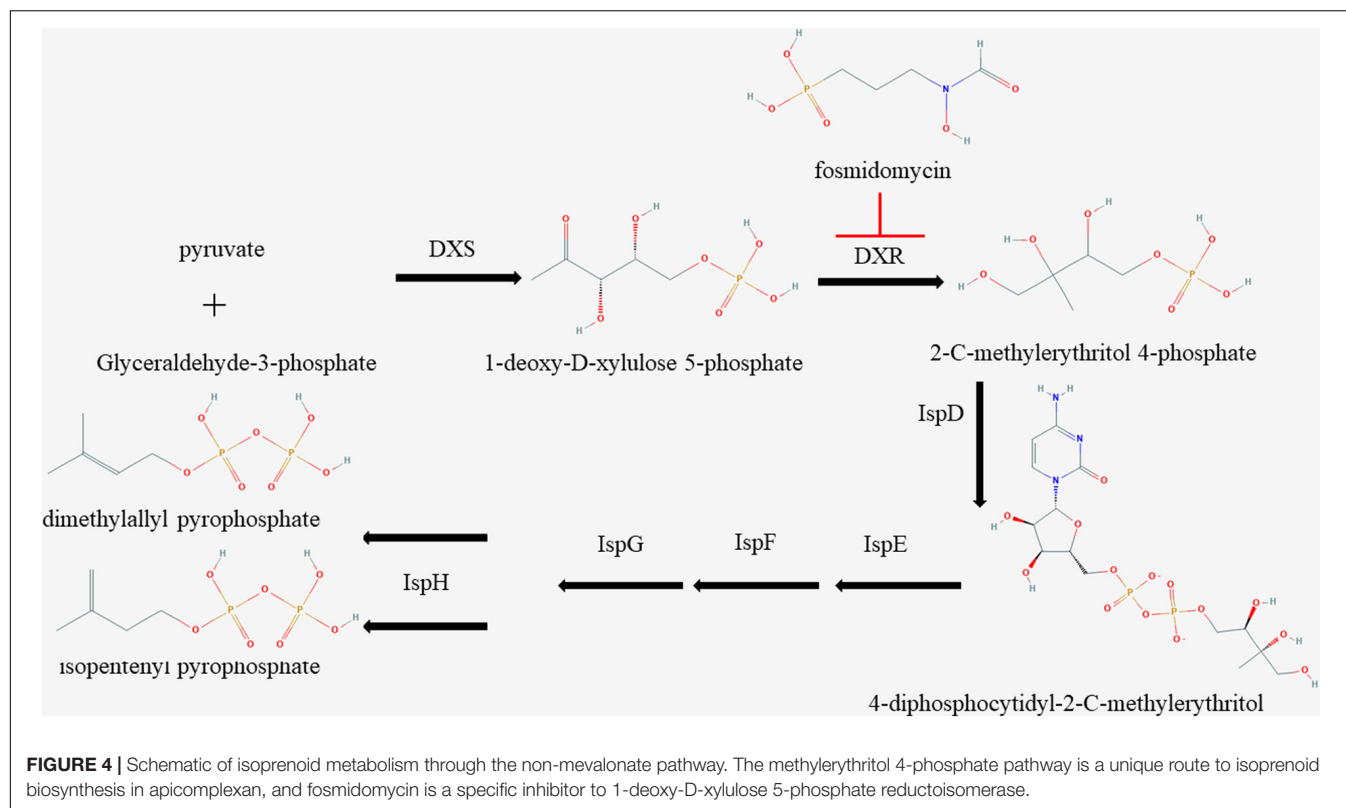 fosmidomycin
pyruvate
+
Glyceraldehyde-3-phosphate
DXS
1-deoxy-D-xylulose 5-phosphate
DXR
2-C-methylerythritol 4-phosphate
IspD
4-diphosphocytidyl-2-C-methylerythritol
IspE
IspF
IspG
IspH
dimethylallyl pyrophosphate
isopentenyl pyrophosphate
FIGURE 4 | Schematic of isoprenoid metabolism through the non-mevalonate pathway. The methylerythritol 4-phosphate pathway is a unique route to isoprenoid
biosynthesis in apicomplexan, and fosmidomycin is a specific inhibitor to 1-deoxy-D-xylulose 5-phosphate reductoisomerase.